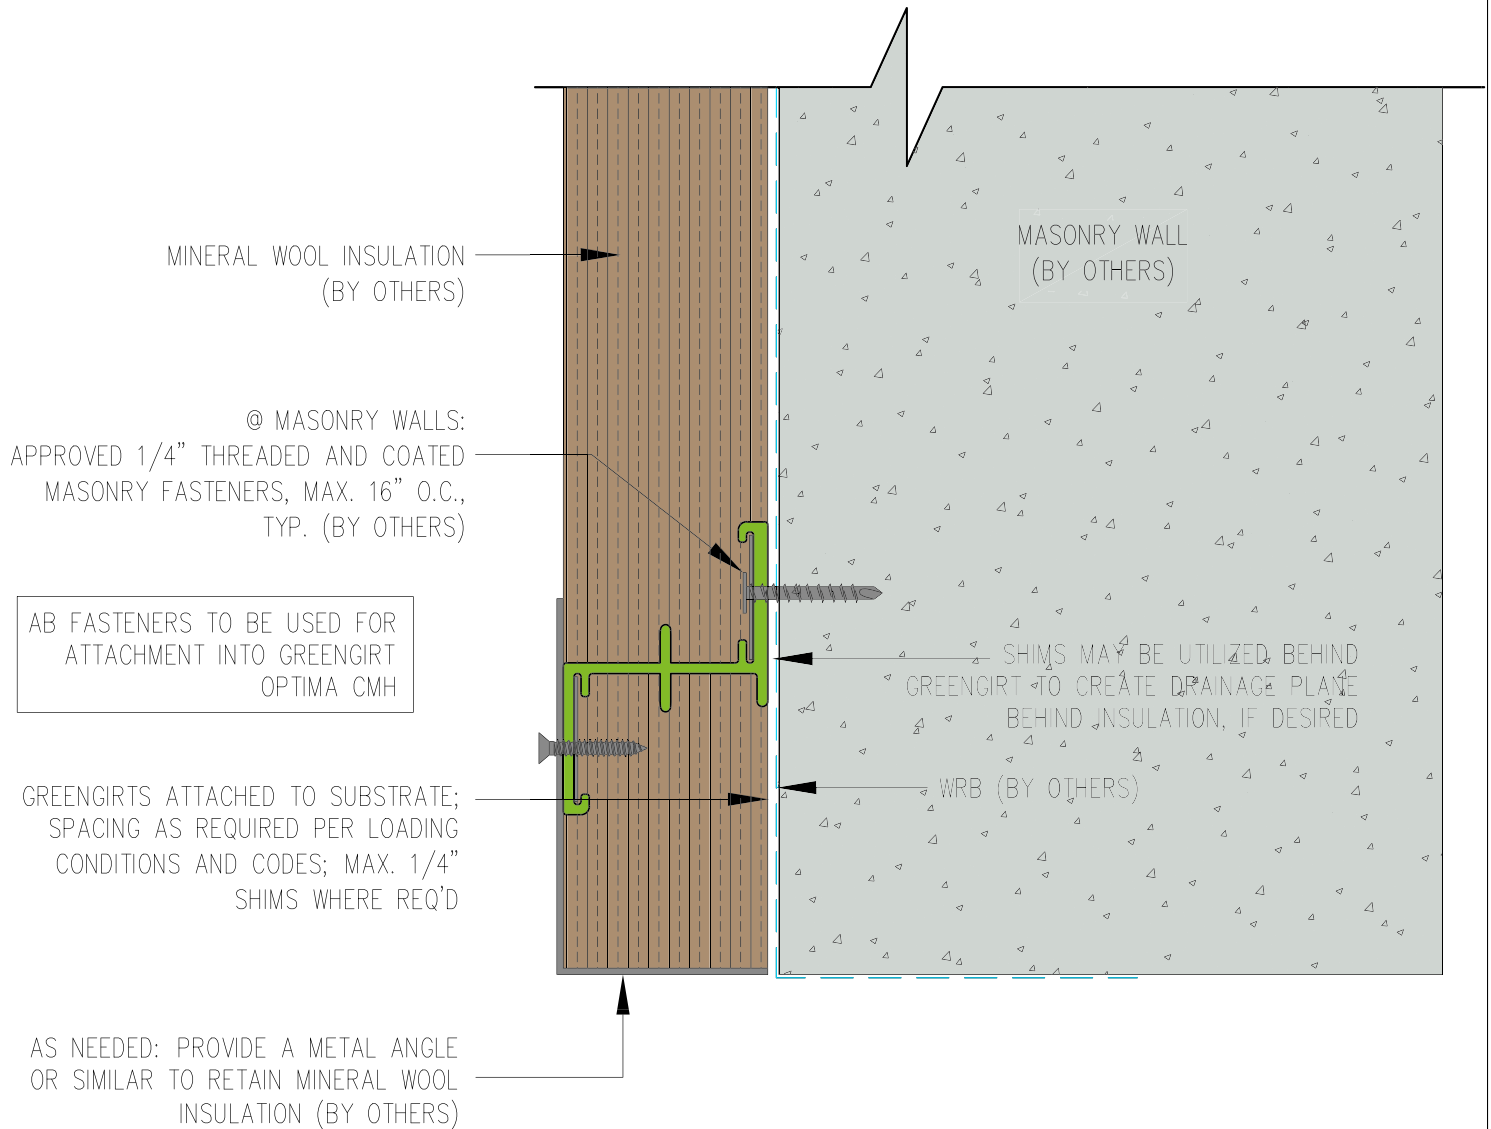 MINERAL WOOL INSULATION
(BY OTHERS)
MASONRY WALL
(BY OTHERS)
@ MASONRY WALLS:
APPROVED 1/4” THREADED AND COATED
MASONRY FASTENERS, MAX. 16” O.C.,
TYP. (BY OTHERS)
AB FASTENERS TO BE USED FOR
ATTACHMENT INTO GREENGIRT
OPTIMA CMH
SHIMS MAY BE UTILIZED BEHIND
GREENGIRT TO CREATE DRAINAGE PLANE
BEHIND INSULATION, IF DESIRED
WRB (BY OTHERS)
GREENGIRTS ATTACHED TO SUBSTRATE;
SPACING AS REQUIRED PER LOADING
CONDITIONS AND CODES; MAX. 1/4”
SHIMS WHERE REQ’D
AS NEEDED: PROVIDE A METAL ANGLE
OR SIMILAR TO RETAIN MINERAL WOOL
INSULATION (BY OTHERS)